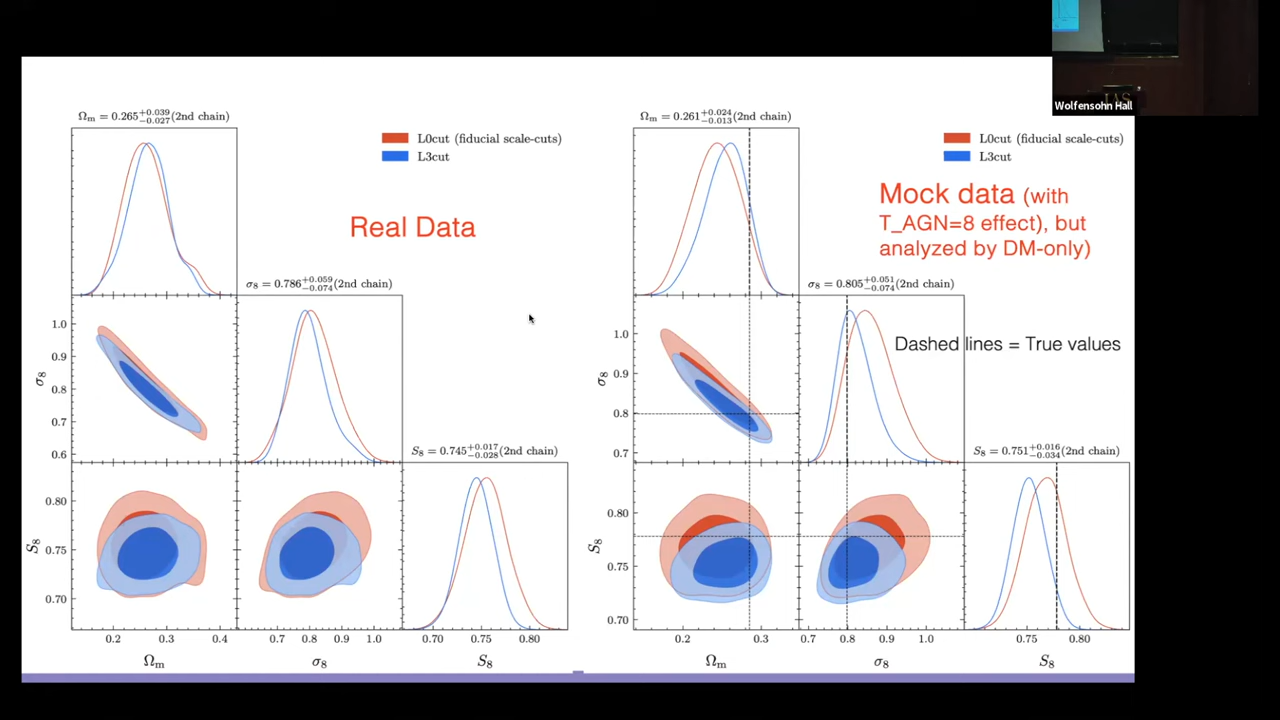 Wolfensohn Hall
IAS
Ωₘ = 0.265+0.039−0.027(2nd chain)
L0cut (fiducial scale-cuts)
L3cut
Real Data
σ₈ = 0.786+0.059−0.074(2nd chain)
1.0
0.9
0.8
0.7
0.6
σ₈
S₈ = 0.745+0.017−0.028(2nd chain)
0.80
0.75
0.70
S₈
0.2 0.3 0.4
0.7 0.8 0.9 1.0
0.70 0.75 0.80
Ωₘ
σ₈
S₈
Ωₘ = 0.261+0.024−0.013(2nd chain)
L0cut (fiducial scale-cuts)
L3cut
Mock data (with
T_AGN=8 effect), but
analyzed by DM-only)
σ₈ = 0.805+0.051−0.074(2nd chain)
Dashed lines = True values
1.0
0.9
0.8
0.7
σ₈
S₈ = 0.751+0.016−0.034(2nd chain)
0.80
0.75
0.70
S₈
0.2 0.3
0.7 0.8 0.9 1.0
0.75 0.80
Ωₘ
σ₈
S₈